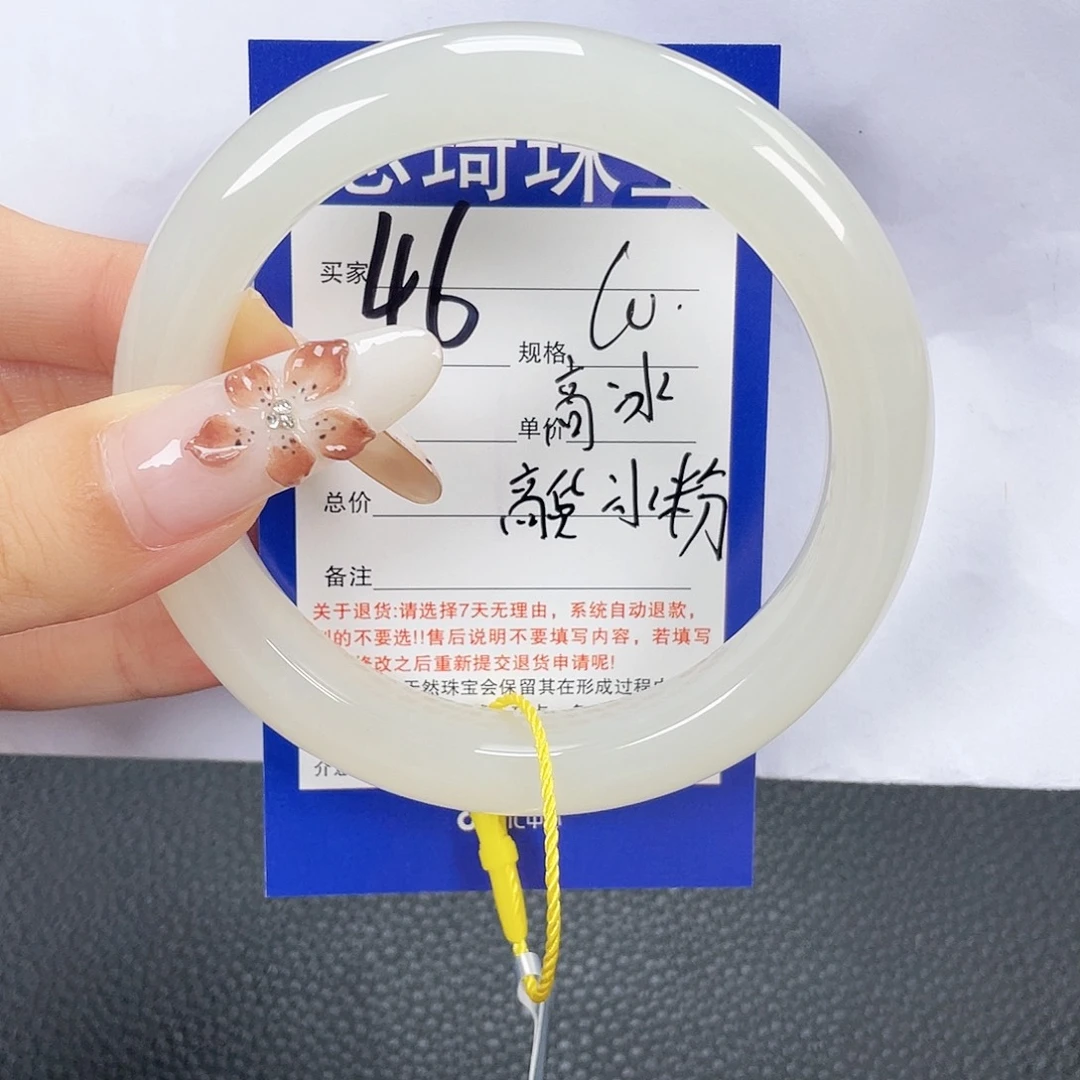 琦珠
买家 46
规格 W.
单价 高冰
高货 冰粉
总价
备注
关于退货:请选择7天无理由，系统自动退款，
的不要选!!售后说明不要填写内容，若填写
修改之后重新提交退货申请呢!
天然珠宝会保留其在形成过程